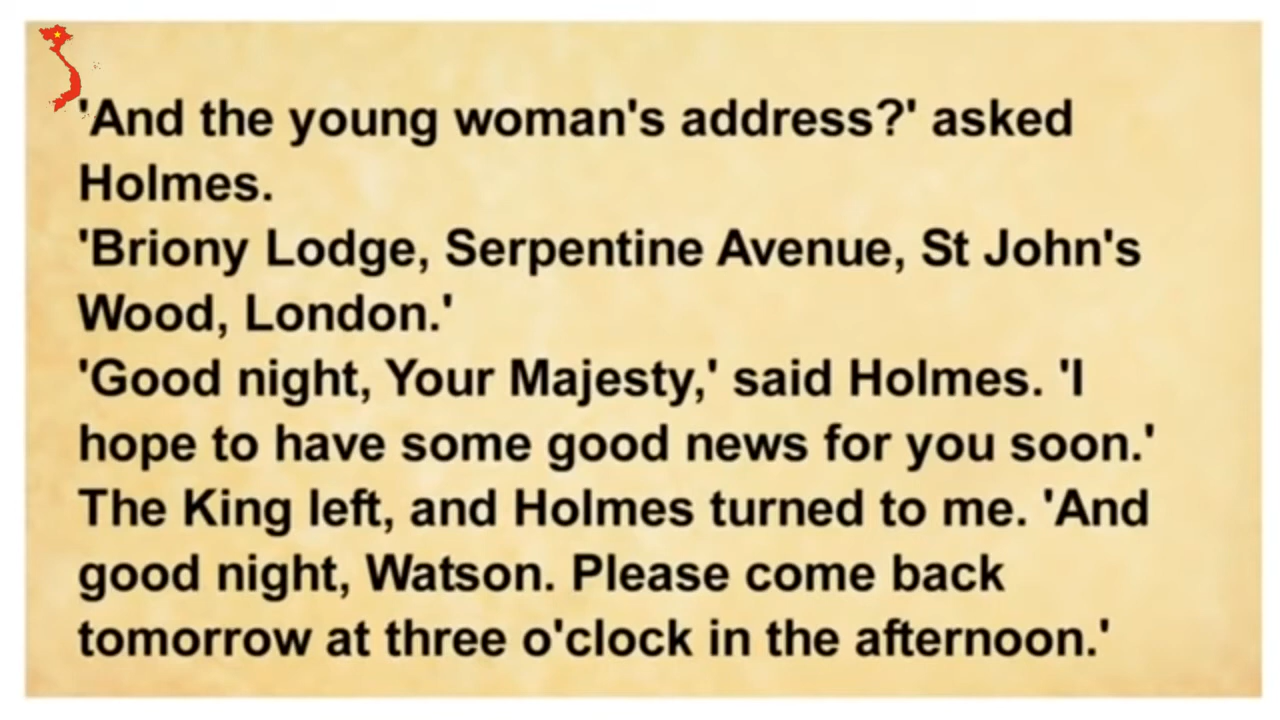 'And the young woman's address?' asked
Holmes.
'Briony Lodge, Serpentine Avenue, St John's
Wood, London.'
'Good night, Your Majesty,' said Holmes. 'I
hope to have some good news for you soon.'
The King left, and Holmes turned to me. 'And
good night, Watson. Please come back
tomorrow at three o'clock in the afternoon.'